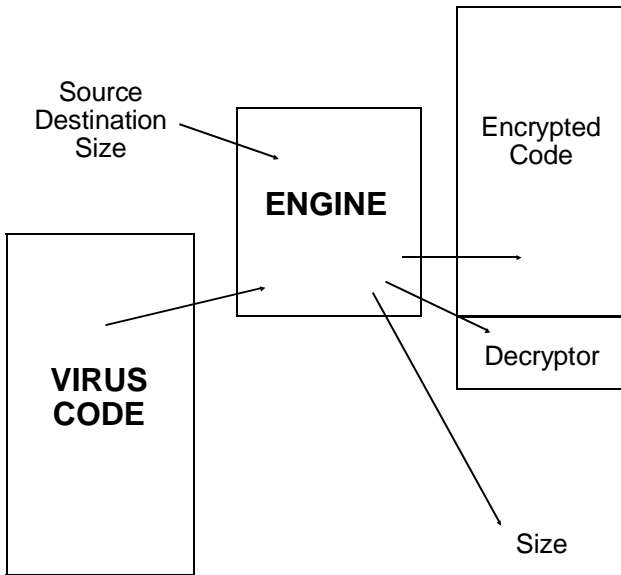 Source
Destination
Size
ENGINE
Encrypted
Code
VIRUS
CODE
Decryptor
Size